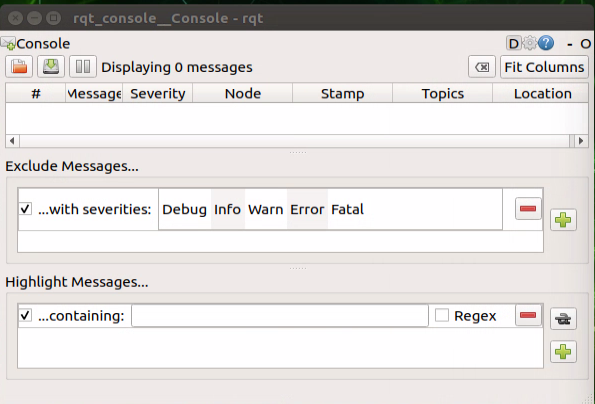 rqt_console__Console - rqt
Console D - O
Displaying 0 messages Fit Columns
# Message Severity Node Stamp Topics Location
Exclude Messages...
...with severities: Debug Info Warn Error Fatal
Highlight Messages...
...containing: Regex